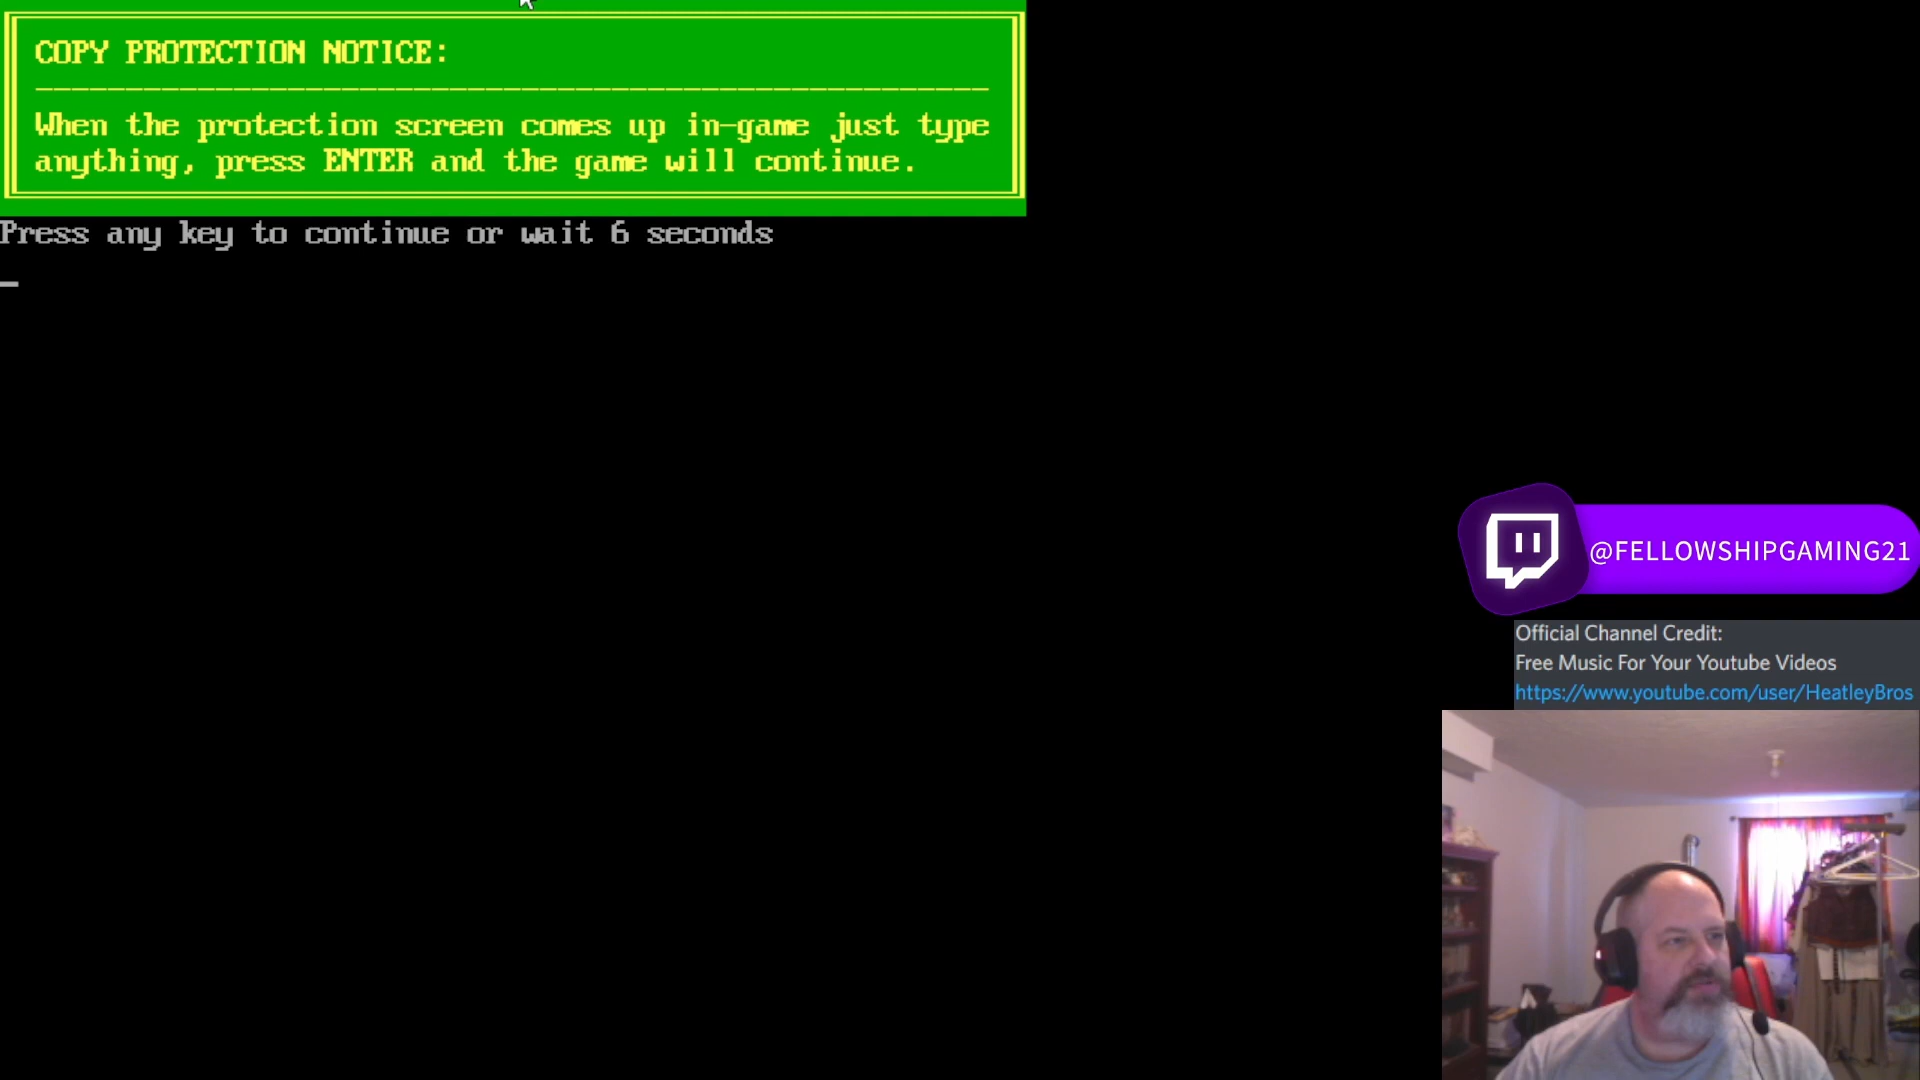 COPY PROTECTION NOTICE:
When the protection screen comes up in-game just type
anything, press ENTER and the game will continue.
Press any key to continue or wait 6 seconds
@FELLOWSHIPGAMING21
Official Channel Credit:
Free Music For Your Youtube Videos
https://www.youtube.com/user/HeatleyBros